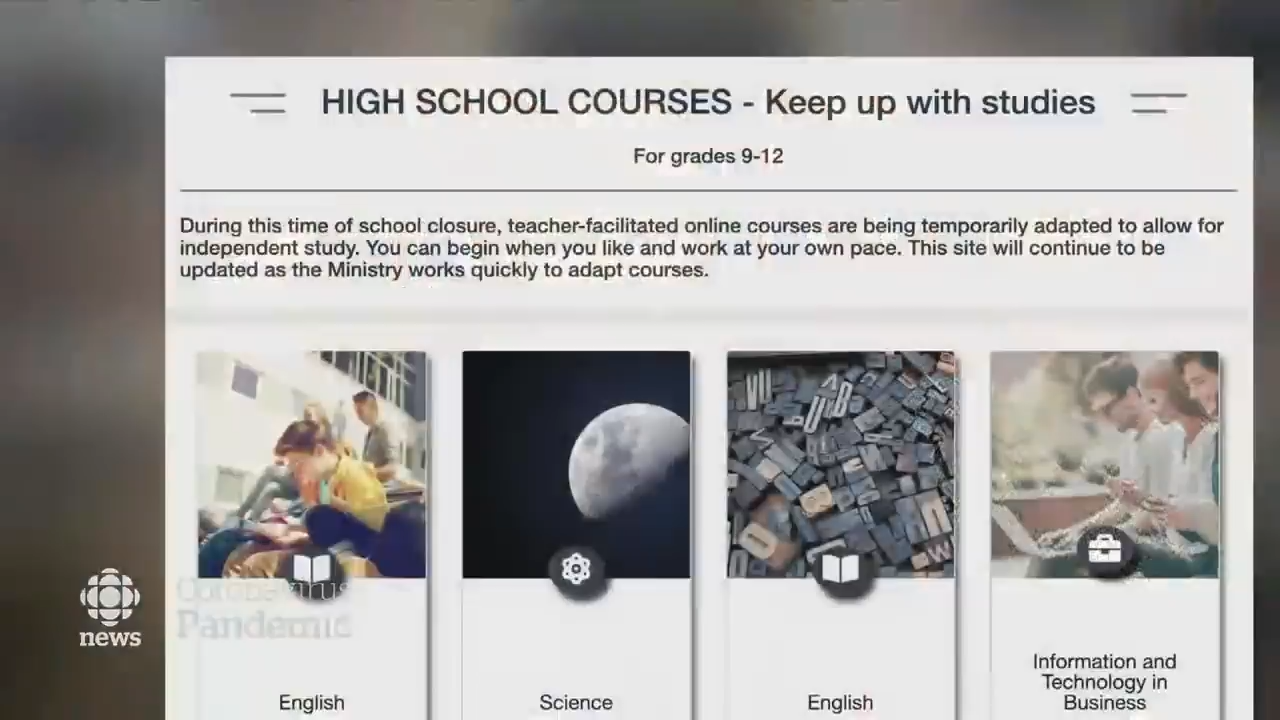 HIGH SCHOOL COURSES - Keep up with studies
For grades 9-12
During this time of school closure, teacher-facilitated online courses are being temporarily adapted to allow for
independent study. You can begin when you like and work at your own pace. This site will continue to be
updated as the Ministry works quickly to adapt courses.
English
Science
English
Information and
Technology in
Business
news
Coronavirus
Pandemic